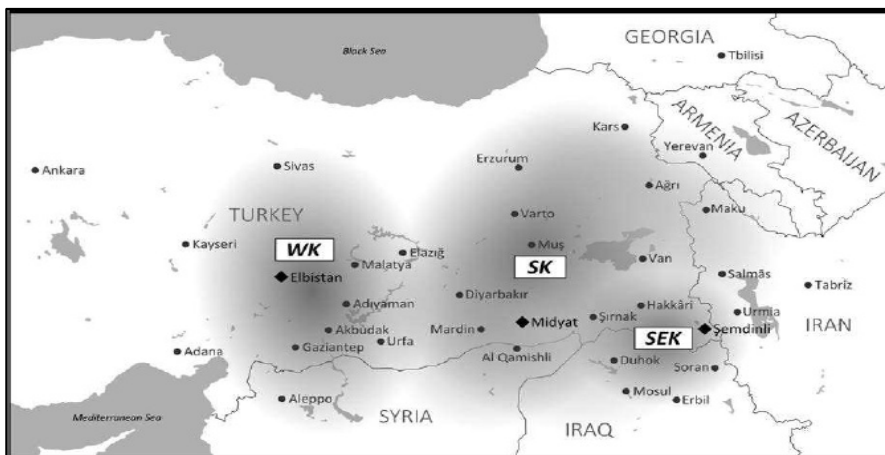 Black Sea
GEORGIA
Tbilisi
Kars
ARMENIA
AZERBAIJAN
Yerevan
Ankara
Sivas
Erzurum
Ağrı
TURKEY
Varto
Maku
Kayseri
WK
Elazığ
Muş
SK
Van
Malatya
Elbistan
Salmās
Tabrīz
Adıyaman
Diyarbakır
Hakkâri
Urmia
Akbudak
Mardin
Midyat
Şırnak
SEK
Şemdinli
IRAN
Adana
Gaziantep
Urfa
Al Qamishli
Duhok
Soran
Aleppo
Mosul
Erbil
Mediterranean Sea
SYRIA
IRAQ